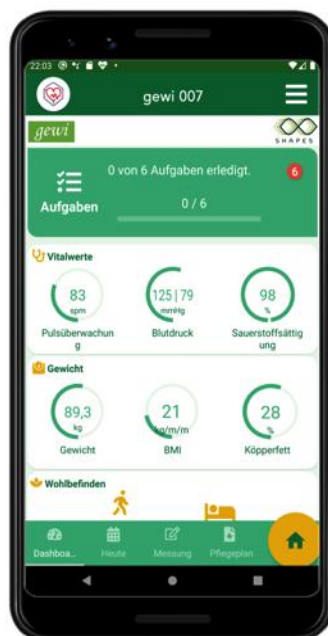 22:03
gewi 007
gewi
SHAPES
0 von 6 Aufgaben erledigt.
6
Aufgaben
0 / 6
Vitalwerte
83
spm
Pulsüberwachun
g
125|79
mmHg
Blutdruck
98
%
Sauerstoffsättig
ung
Gewicht
89,3
kg
Gewicht
21
kg/m/m
BMI
28
%
Köpperfett
Wohlbefinden
Dashboa...
Heute
Messung
Pflegeplan